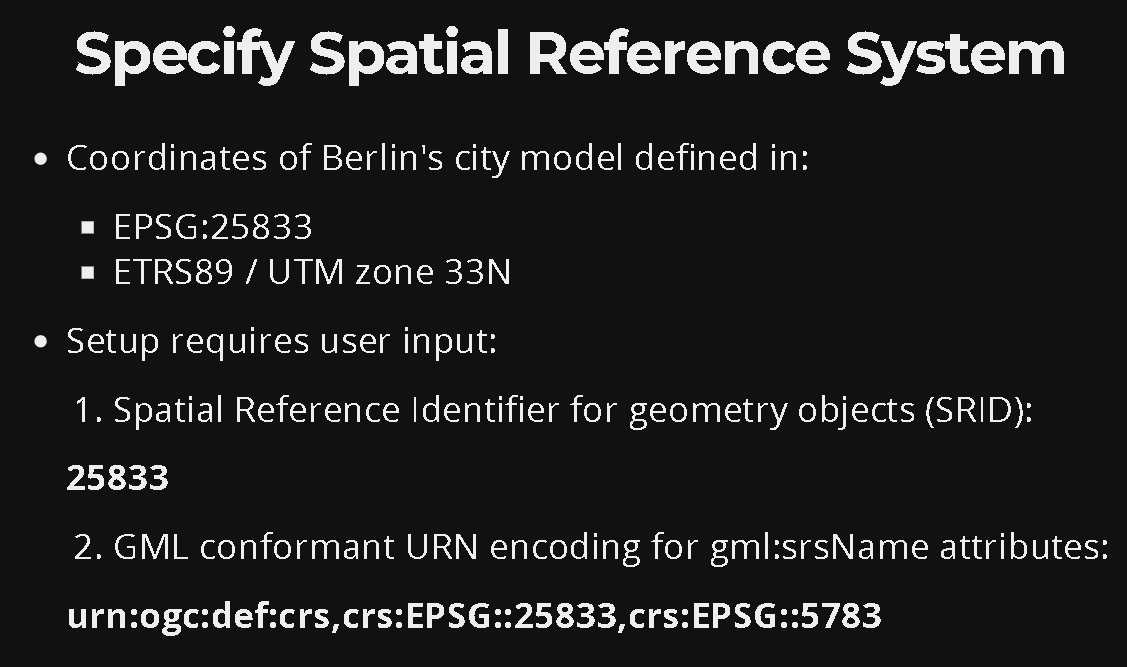 Specify Spatial Reference System
• Coordinates of Berlin's city model defined in:
▪ EPSG:25833
▪ ETRS89 / UTM zone 33N
• Setup requires user input:
1. Spatial Reference Identifier for geometry objects (SRID):
25833
2. GML conformant URN encoding for gml:srsName attributes:
urn:ogc:def:crs,crs:EPSG::25833,crs:EPSG::5783